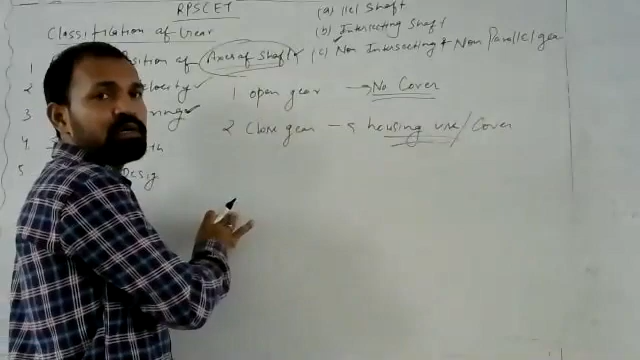 RPSCET
Classification of Gear
(a) ||el Shaft
(b) Intersecting Shaft
(c) Non Intersecting & Non Parallel gear
1 of Axes of Shaft
2
3
4
5 Desig
1 open gear → No Cover
2 Close gear → housing use / Cover